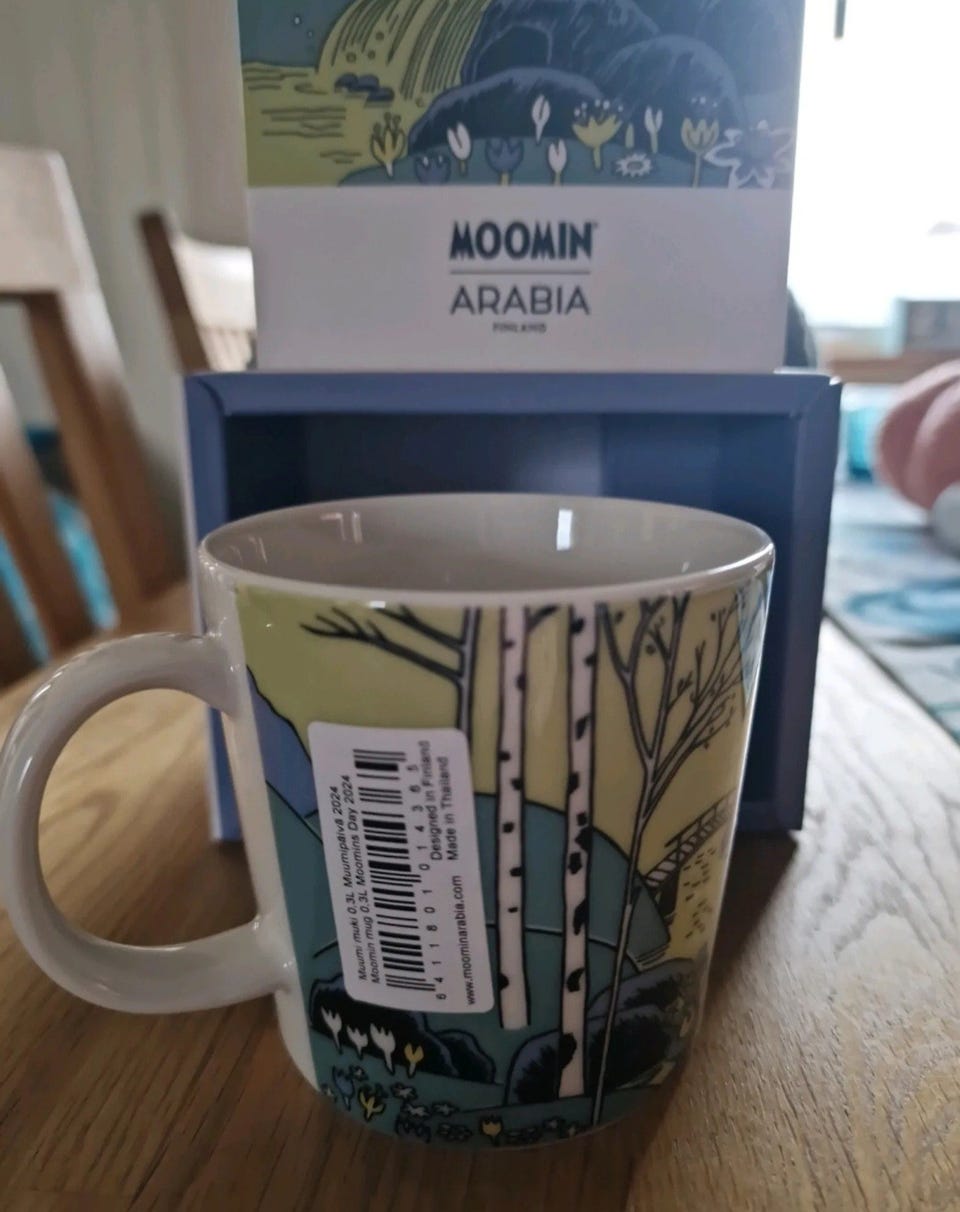 MOOMIN™
ARABIA
FINLAND
Muumi muki 0,3L Muumipäivä 2024
Moomin mug 0,3L Moomins Day 2024
6 411801 014365
Designed in Finland
Made in Thailand
www.moominarabia.com